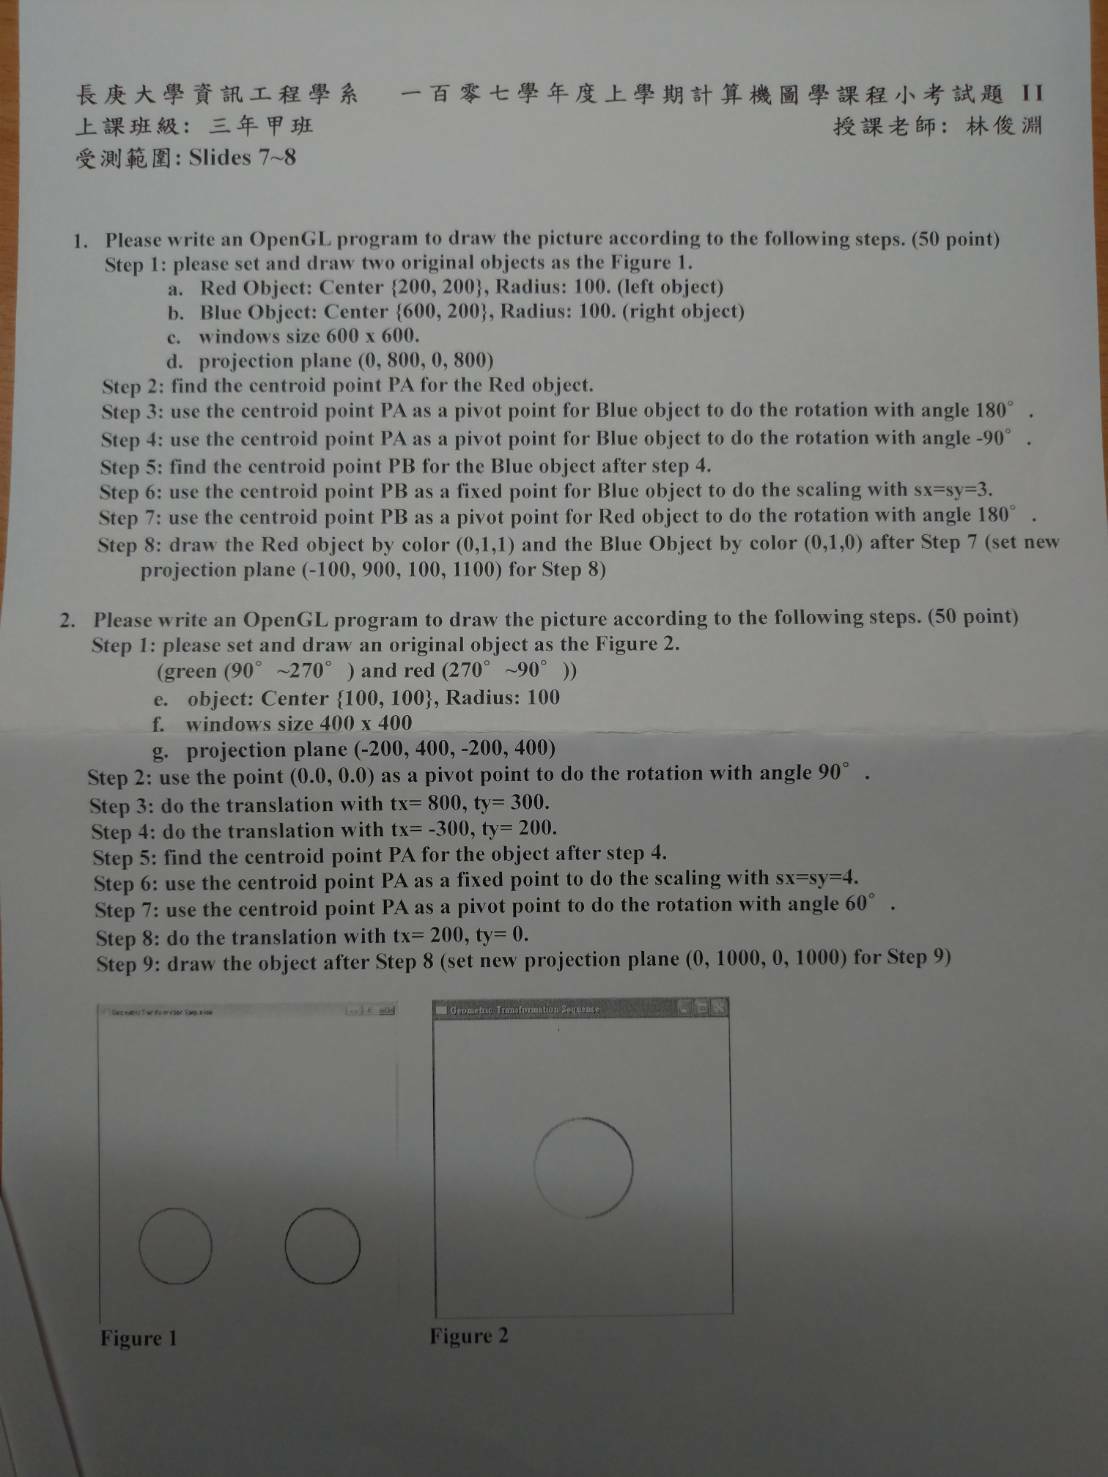 長庚大學資訊工程學系 一百零七學年度上學期計算機圖學課程小考試題 II
上課班級: 三年甲班 授課老師: 林俊淵
受測範圍: Slides 7~8
1. Please write an OpenGL program to draw the picture according to the following steps. (50 point)
Step 1: please set and draw two original objects as the Figure 1.
a. Red Object: Center {200, 200}, Radius: 100. (left object)
b. Blue Object: Center {600, 200}, Radius: 100. (right object)
c. windows size 600 x 600.
d. projection plane (0, 800, 0, 800)
Step 2: find the centroid point PA for the Red object.
Step 3: use the centroid point PA as a pivot point for Blue object to do the rotation with angle 180° .
Step 4: use the centroid point PA as a pivot point for Blue object to do the rotation with angle -90° .
Step 5: find the centroid point PB for the Blue object after step 4.
Step 6: use the centroid point PB as a fixed point for Blue object to do the scaling with sx=sy=3.
Step 7: use the centroid point PB as a pivot point for Red object to do the rotation with angle 180° .
Step 8: draw the Red object by color (0,1,1) and the Blue Object by color (0,1,0) after Step 7 (set new
projection plane (-100, 900, 100, 1100) for Step 8)
2. Please write an OpenGL program to draw the picture according to the following steps. (50 point)
Step 1: please set and draw an original object as the Figure 2.
(green (90° ~270° ) and red (270° ~90° ))
e. object: Center {100, 100}, Radius: 100
f. windows size 400 x 400
g. projection plane (-200, 400, -200, 400)
Step 2: use the point (0.0, 0.0) as a pivot point to do the rotation with angle 90° .
Step 3: do the translation with tx= 800, ty= 300.
Step 4: do the translation with tx= -300, ty= 200.
Step 5: find the centroid point PA for the object after step 4.
Step 6: use the centroid point PA as a fixed point to do the scaling with sx=sy=4.
Step 7: use the centroid point PA as a pivot point to do the rotation with angle 60° .
Step 8: do the translation with tx= 200, ty= 0.
Step 9: draw the object after Step 8 (set new projection plane (0, 1000, 0, 1000) for Step 9)
Geometric Transformation Sequence
Figure 1
Figure 2